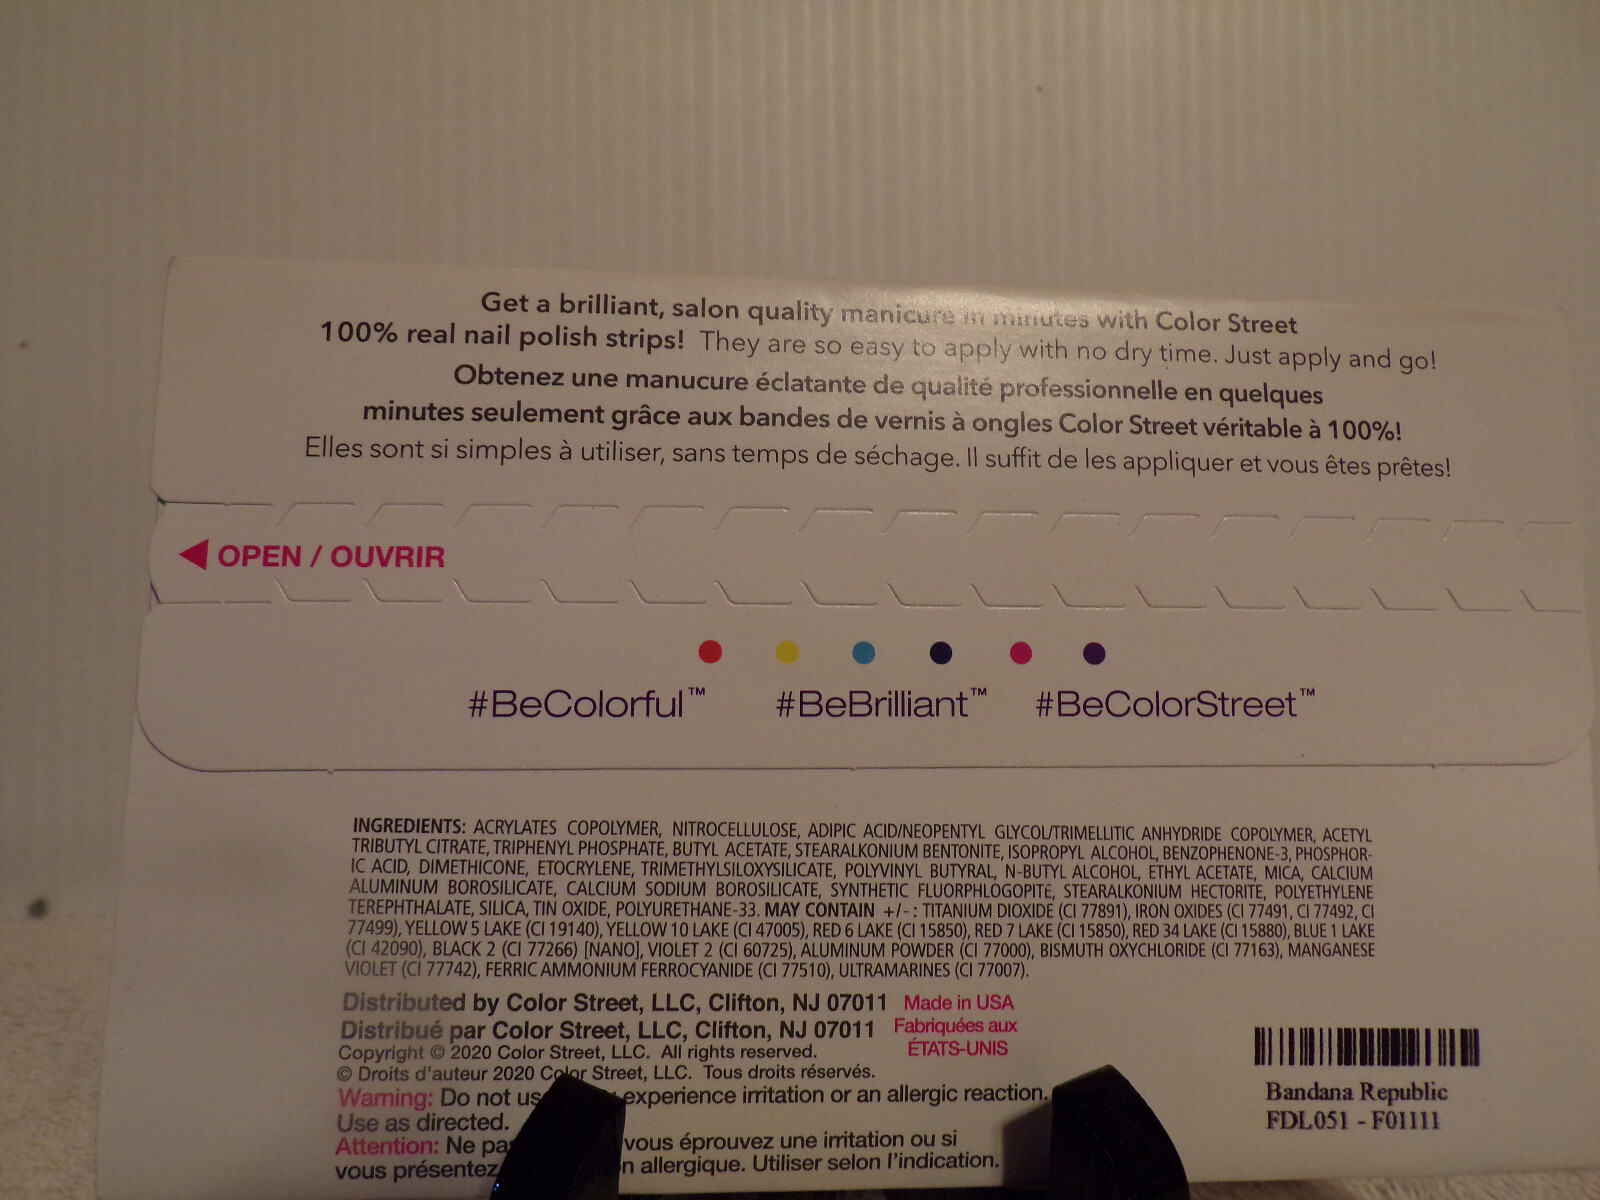 Get a brilliant, salon quality manicure in minutes with Color Street
100% real nail polish strips! They are so easy to apply with no dry time. Just apply and go!
Obtenez une manucure éclatante de qualité professionnelle en quelques
minutes seulement grâce aux bandes de vernis à ongles Color Street véritable à 100%!
Elles sont si simples à utiliser, sans temps de séchage. Il suffit de les appliquer et vous êtes prêtes!
OPEN / OUVRIR
#BeColorful™ #BeBrilliant™ #BeColorStreet™
INGREDIENTS: ACRYLATES COPOLYMER, NITROCELLULOSE, ADIPIC ACID/NEOPENTYL GLYCOL/TRIMELLITIC ANHYDRIDE COPOLYMER, ACETYL
TRIBUTYL CITRATE, TRIPHENYL PHOSPHATE, BUTYL ACETATE, STEARALKONIUM BENTONITE, ISOPROPYL ALCOHOL, BENZOPHENONE-3, PHOSPHOR-
IC ACID, DIMETHICONE, ETOCRYLENE, TRIMETHYLSILOXYSILICATE, POLYVINYL BUTYRAL, N-BUTYL ALCOHOL, ETHYL ACETATE, MICA, CALCIUM
ALUMINUM BOROSILICATE, CALCIUM SODIUM BOROSILICATE, SYNTHETIC FLUORPHLOGOPITE, STEARALKONIUM HECTORITE, POLYETHYLENE
TEREPHTHALATE, SILICA, TIN OXIDE, POLYURETHANE-33. MAY CONTAIN +/- : TITANIUM DIOXIDE (CI 77891), IRON OXIDES (CI 77491, CI 77492, CI
77499), YELLOW 5 LAKE (CI 19140), YELLOW 10 LAKE (CI 47005), RED 6 LAKE (CI 15850), RED 7 LAKE (CI 15850), RED 34 LAKE (CI 15880), BLUE 1 LAKE
(CI 42090), BLACK 2 (CI 77266) [NANO], VIOLET 2 (CI 60725), ALUMINUM POWDER (CI 77000), BISMUTH OXYCHLORIDE (CI 77163), MANGANESE
VIOLET (CI 77742), FERRIC AMMONIUM FERROCYANIDE (CI 77510), ULTRAMARINES (CI 77007).
Distributed by Color Street, LLC, Clifton, NJ 07011 Made in USA
Distribué par Color Street, LLC, Clifton, NJ 07011 Fabriquées aux
ÉTATS-UNIS
Copyright © 2020 Color Street, LLC. All rights reserved.
© Droits d'auteur 2020 Color Street, LLC. Tous droits réservés.
Warning: Do not experience irritation or an allergic reaction.
Use as directed.
Attention: Ne vous éprouvez une irritation ou si
vous présentez allergique. Utiliser selon l'indication.
Bandana Republic
FDL051 - F01111